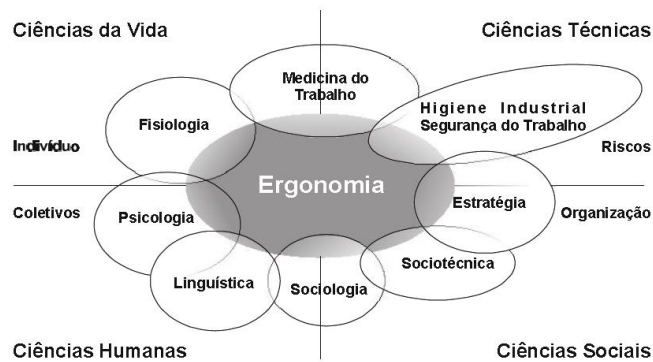 Ciências da Vida
Ciências Técnicas
Medicina do
Trabalho
Higiene Industrial
Segurança do Trabalho
Fisiologia
Indivíduo
Riscos
Ergonomia
Coletivos
Psicologia
Estratégia
Organização
Linguística
Sociologia
Sociotécnica
Ciências Humanas
Ciências Sociais